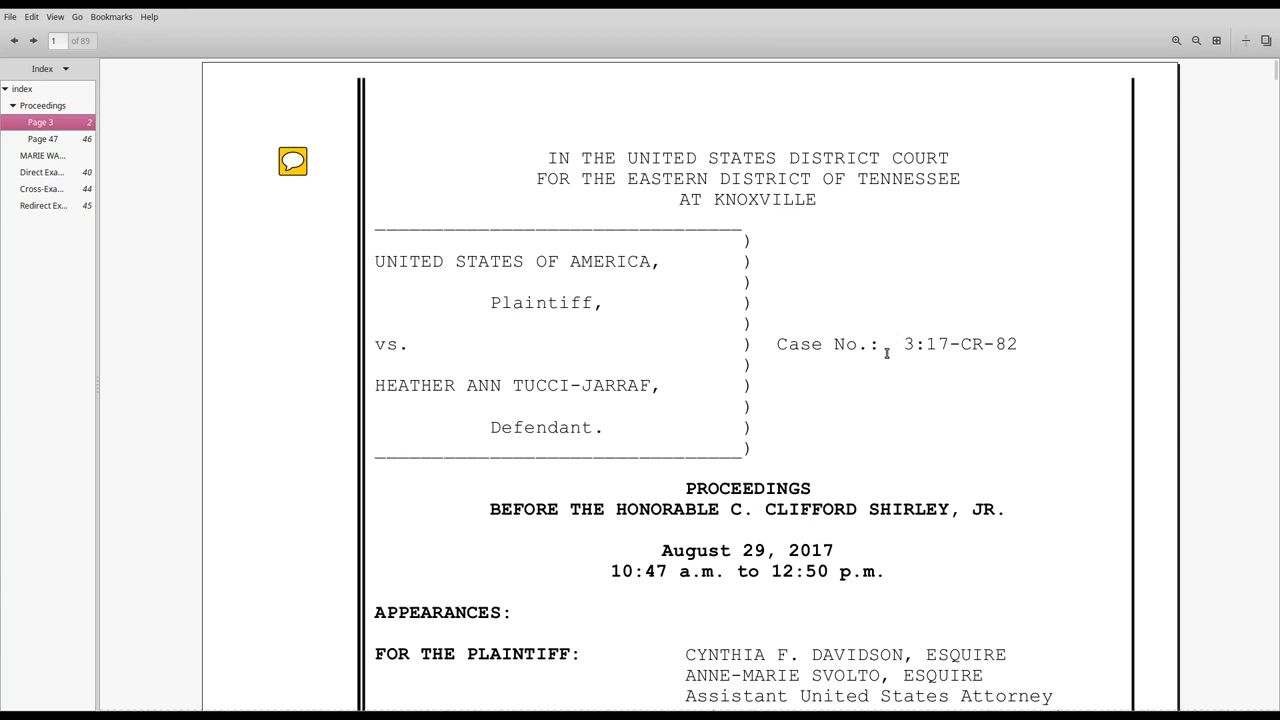 File Edit View Go Bookmarks Help
1 of 89
Index
index
Proceedings
Page 3 2
Page 47 46
MARIE WA...
Direct Exa... 40
Cross-Exa... 44
Redirect Ex... 45
IN THE UNITED STATES DISTRICT COURT
FOR THE EASTERN DISTRICT OF TENNESSEE
AT KNOXVILLE
________________________________
)
UNITED STATES OF AMERICA, )
)
Plaintiff, )
)
vs. ) Case No.: 3:17-CR-82
)
HEATHER ANN TUCCI-JARRAF, )
)
Defendant. )
________________________________)
PROCEEDINGS
BEFORE THE HONORABLE C. CLIFFORD SHIRLEY, JR.
August 29, 2017
10:47 a.m. to 12:50 p.m.
APPEARANCES:
FOR THE PLAINTIFF: CYNTHIA F. DAVIDSON, ESQUIRE
ANNE-MARIE SVOLTO, ESQUIRE
Assistant United States Attorney